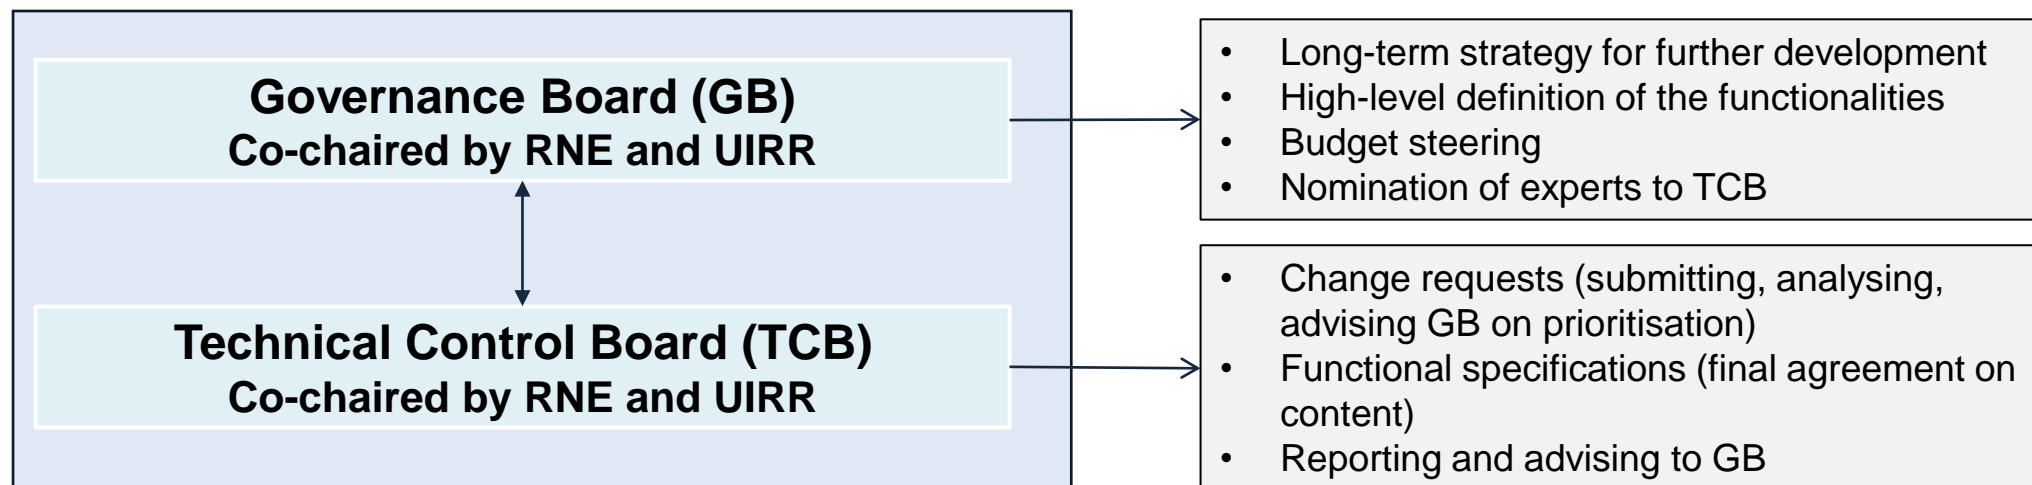 Governance Board (GB)
Co-chaired by RNE and UIRR
• Long-term strategy for further development
• High-level definition of the functionalities
• Budget steering
• Nomination of experts to TCB
Technical Control Board (TCB)
Co-chaired by RNE and UIRR
• Change requests (submitting, analysing,
advising GB on prioritisation)
• Functional specifications (final agreement on
content)
• Reporting and advising to GB